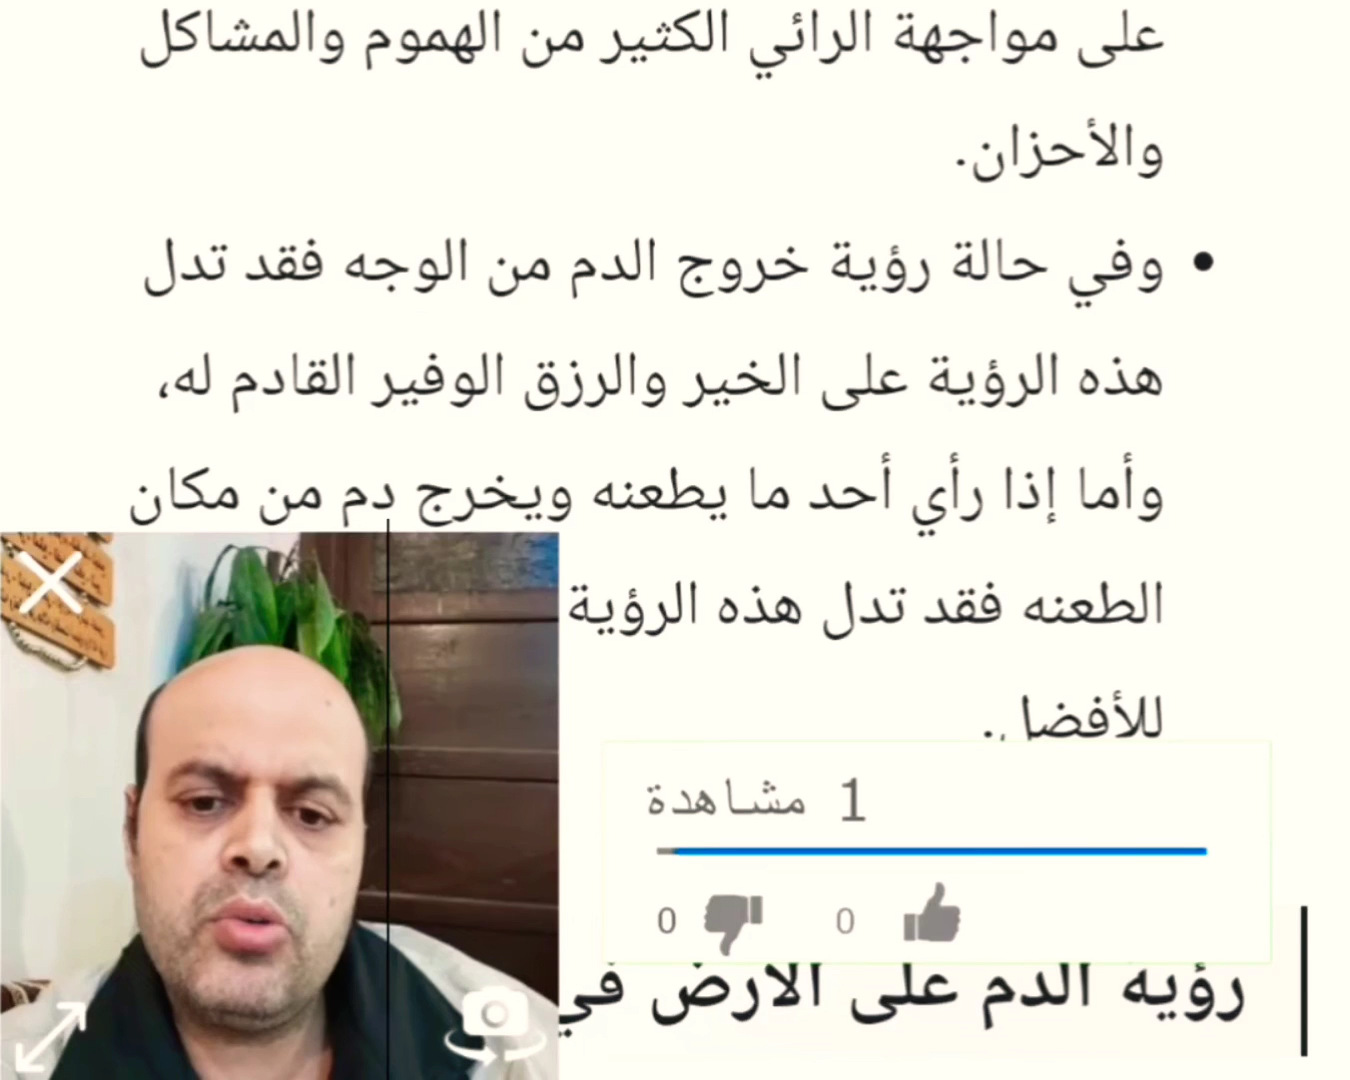 على مواجهة الرائي الكثير من الهموم والمشاكل
والأحزان.
• وفي حالة رؤية خروج الدم من الوجه فقد تدل
هذه الرؤية على الخير والرزق الوفير القادم له،
وأما إذا رأي أحد ما يطعنه ويخرج دم من مكان
الطعنه فقد تدل هذه الرؤية
للأفضل.
1 مشاهدة
0 0
رؤية الدم على الارض في